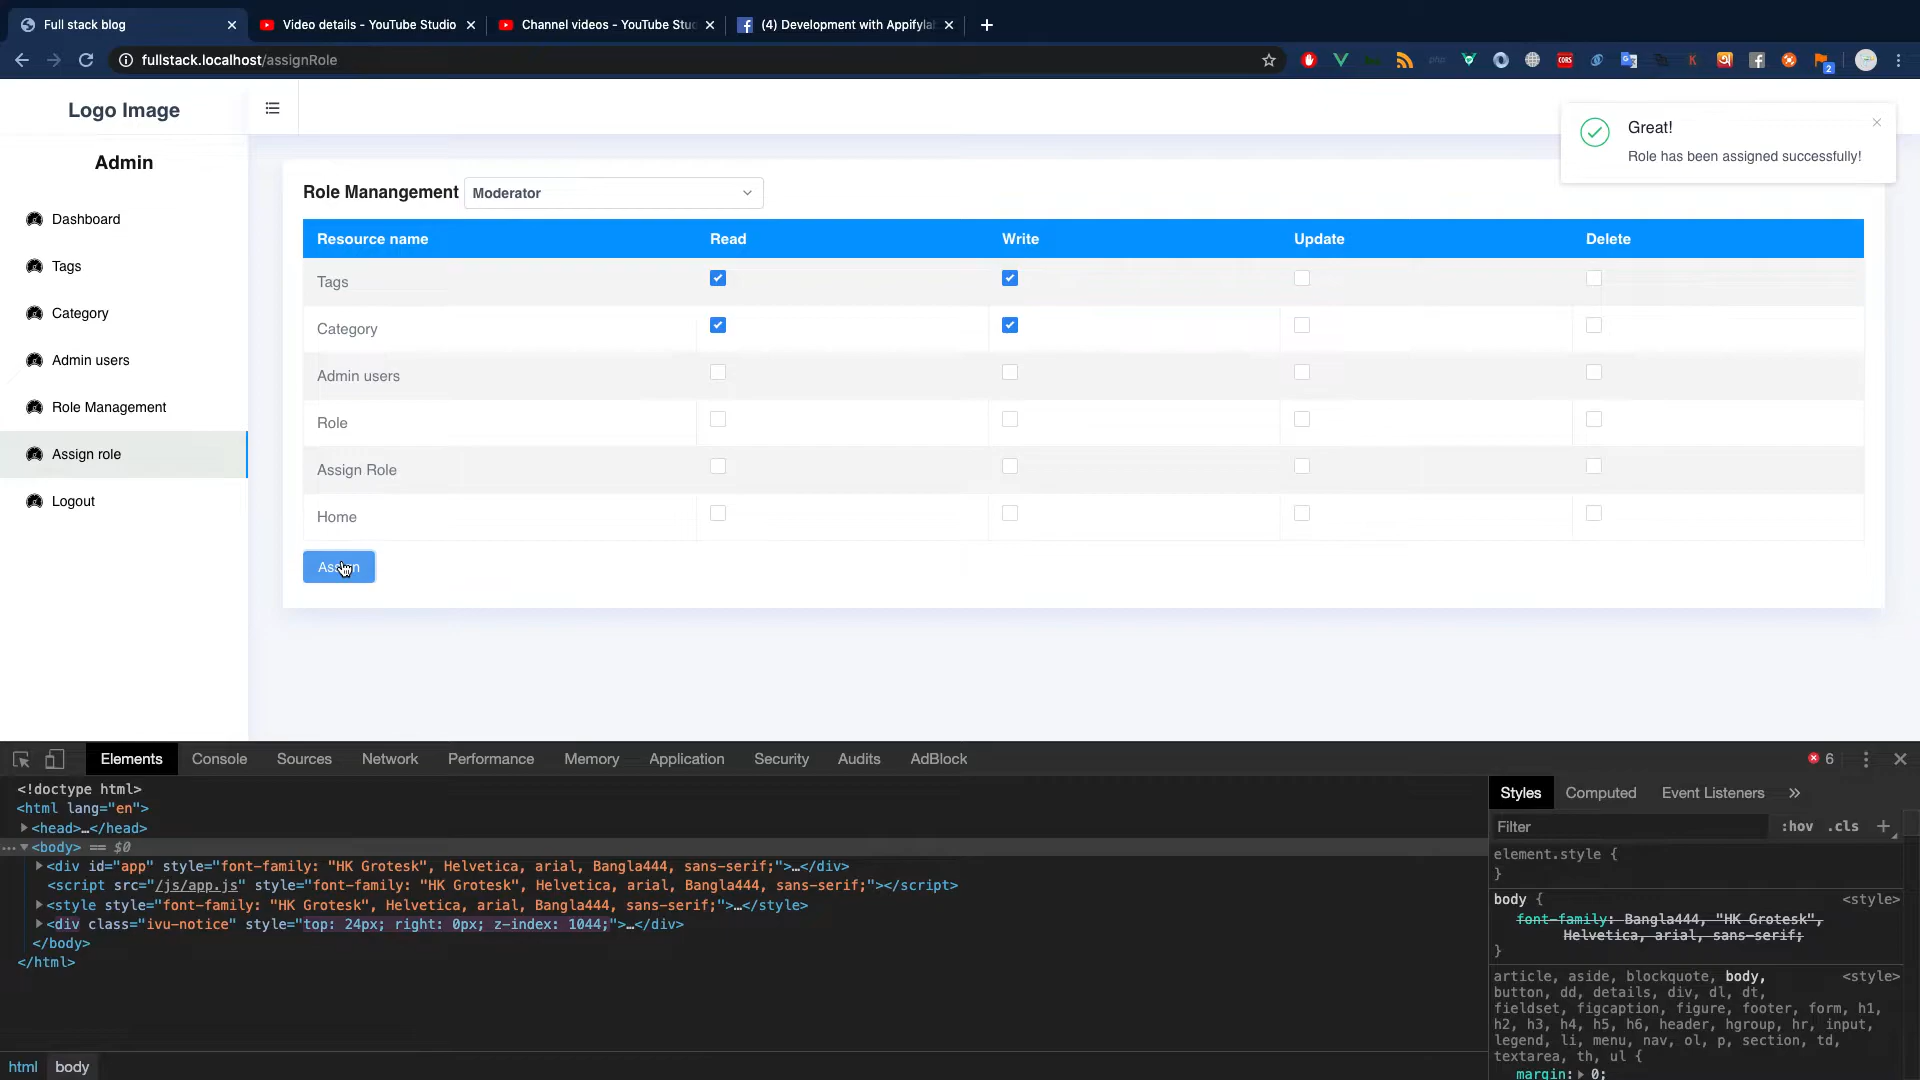 Full stack blog
Video details - YouTube Studio
Channel videos - YouTube Stu
(4) Development with Appifyla
fullstack.localhost/assignRole
Logo Image
Great!
Role has been assigned successfully!
Admin
Dashboard
Tags
Category
Admin users
Role Management
Assign role
Logout
Role Manangement Moderator
Resource name Read Write Update Delete
Tags
Category
Admin users
Role
Assign Role
Home
Elements Console Sources Network Performance Memory Application Security Audits AdBlock 6
<!doctype html>
<html lang="en">
<head>…</head>
<body> == $0
<div id="app" style="font-family: "HK Grotesk", Helvetica, arial, Bangla444, sans-serif;">…</div>
<script src="/js/app.js" style="font-family: "HK Grotesk", Helvetica, arial, Bangla444, sans-serif;"></script>
<style style="font-family: "HK Grotesk", Helvetica, arial, Bangla444, sans-serif;">…</style>
<div class="ivu-notice" style="top: 24px; right: 0px; z-index: 1044;">…</div>
</body>
</html>
html body
Styles Computed Event Listeners »
Filter :hov .cls +
element.style {
}
body { <style>
font-family: Bangla444, "HK Grotesk",
Helvetica, arial, sans-serif;
}
article, aside, blockquote, body, <style>
button, dd, details, div, dl, dt,
fieldset, figcaption, figure, footer, form, h1,
h2, h3, h4, h5, h6, header, hgroup, hr, input,
legend, li, menu, nav, ol, p, section, td,
textarea, th, ul {
margin: 0;